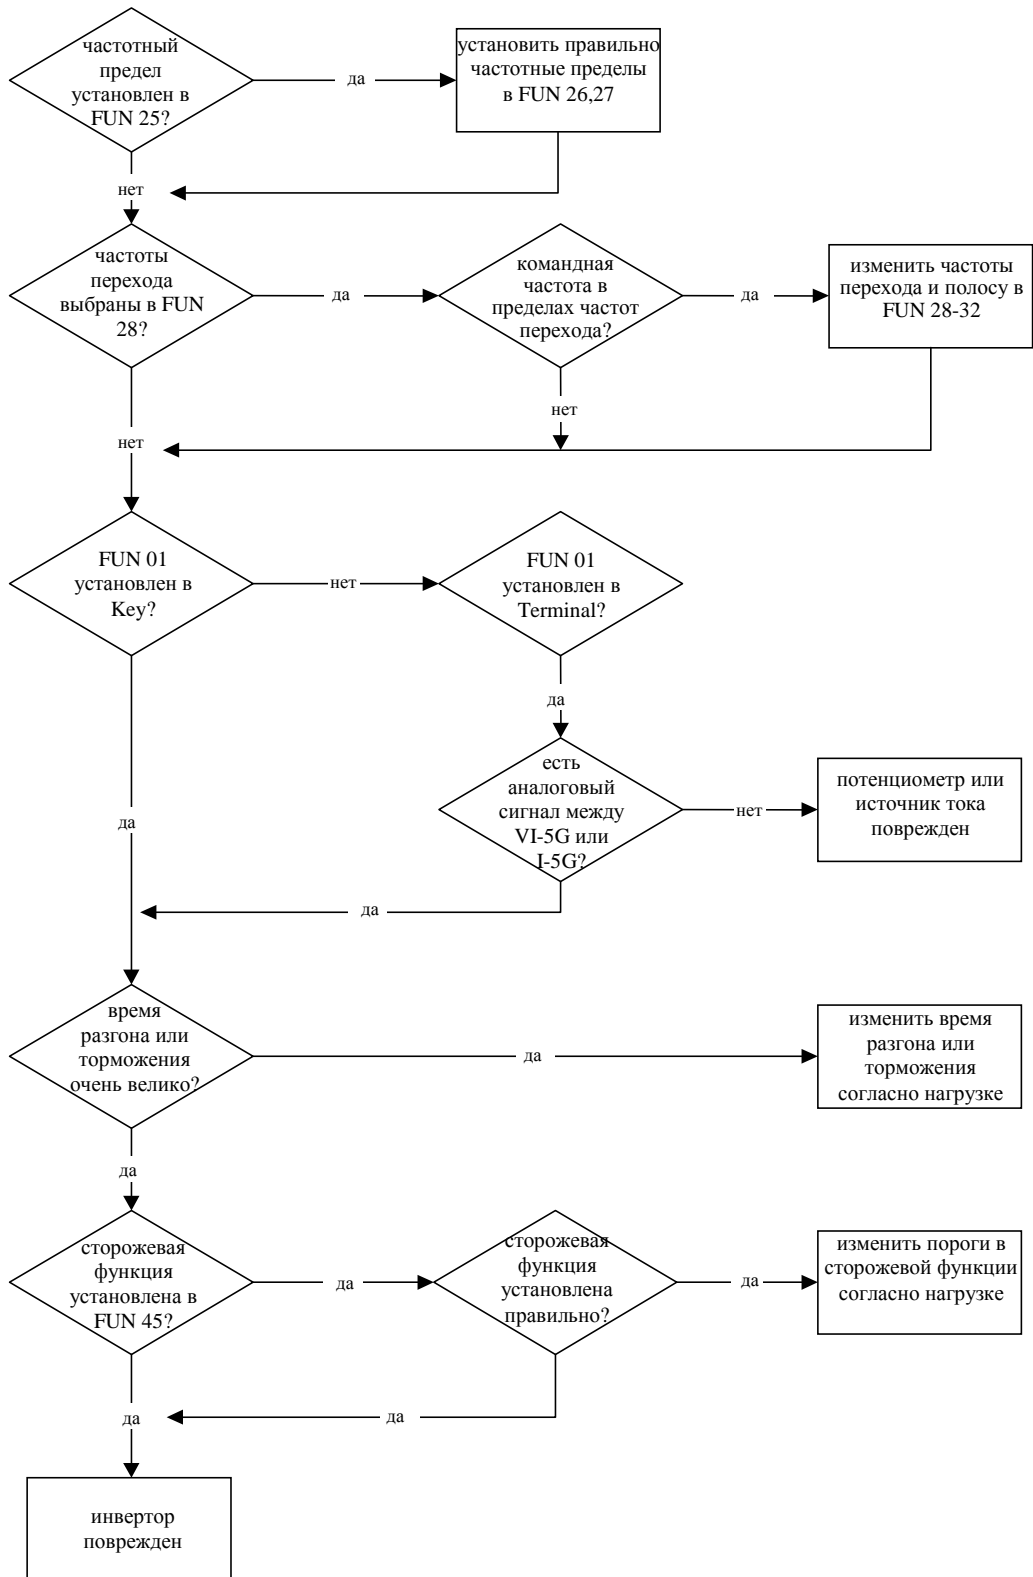 частотный
предел
установлен в
FUN 25?
да
установить правильно
частотные пределы
в FUN 26,27
нет
частоты
перехода
выбраны в FUN
28?
да
командная
частота в
пределах частот
перехода?
да
изменить частоты
перехода и полосу в
FUN 28-32
нет
нет
FUN 01
установлен в
Key?
нет
FUN 01
установлен в
Terminal?
да
да
есть
аналоговый
сигнал между
VI-5G или
I-5G?
нет
потенциометр или
источник тока
поврежден
да
время
разгона или
торможения
очень велико?
да
изменить время
разгона или
торможения
согласно нагрузке
да
сторожевая
функция
установлена в
FUN 45?
да
сторожевая
функция
установлена
правильно?
да
изменить пороги в
сторожевой функции
согласно нагрузке
да
да
инвертор
поврежден